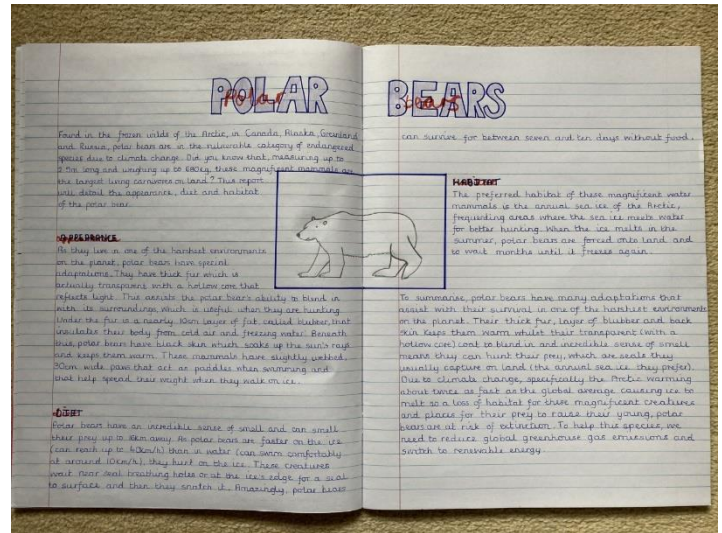 POLAR BEARS
polar bears
Found in the frozen wilds of the Arctic, in Canada, Alaska, Greenland
and Russia, polar bears are in the vulnerable category of endangered
species due to climate change. Did you know that, measuring up to
2.5m long and weighing up to 680kg, these magnificent mammals are
the largest living carnivores on land? This report
will detail the appearance, diet and habitat
of the polar bear.
APPEARANCE
As they live in one of the harshest environments
on the planet, polar bears have special
adaptations. They have thick fur which is
actually transparent with a hollow core that
reflects light. This assists the polar bear's ability to blend in
with its surroundings which is useful when they are hunting.
Under the fur is a nearly 10cm layer of fat, called blubber, that
insulates their body from cold air and freezing water. Beneath
this, polar bears have black skin which soaks up the sun's rays
and keeps them warm. These mammals have slightly webbed,
30cm wide paws that act as paddles when swimming and
that help spread their weight when they walk on ice.
DIET
Polar bears have an incredible sense of smell and can smell
their prey up to 16km away. As polar bears are faster on the ice
(can reach up to 40km/h) than in water (can swim comfortably
at around 10km/h), they hunt on the ice. These creatures
wait near seal breathing holes or at the ice's edge for a seal
to surface and then they snatch it. Amazingly, polar bears
can survive for between seven and ten days without food.
HABITAT
The preferred habitat of these magnificent water
mammals is the annual sea ice of the Arctic,
frequenting areas where the sea ice meets water
for better hunting. When the ice melts in the
summer, polar bears are forced onto land and
to wait months until it freezes again.
To summarise, polar bears have many adaptations that
assist with their survival in one of the harshest environments
on the planet. Their thick fur, layer of blubber and back
skin keeps them warm whilst their transparent (with a
hollow core) coat to blend in and incredible sense of smell
means they can hunt their prey, which are seals they
usually capture on land (the annual sea ice they prefer).
Due to climate change, specifically the Arctic warming
about twice as fast as the global average causing ice to
melt so a loss of habitat for these magnificent creatures
and places for their prey to raise their young, polar
bears are at risk of extinction. To help this species, we
need to reduce global greenhouse gas emissions and
switch to renewable energy.